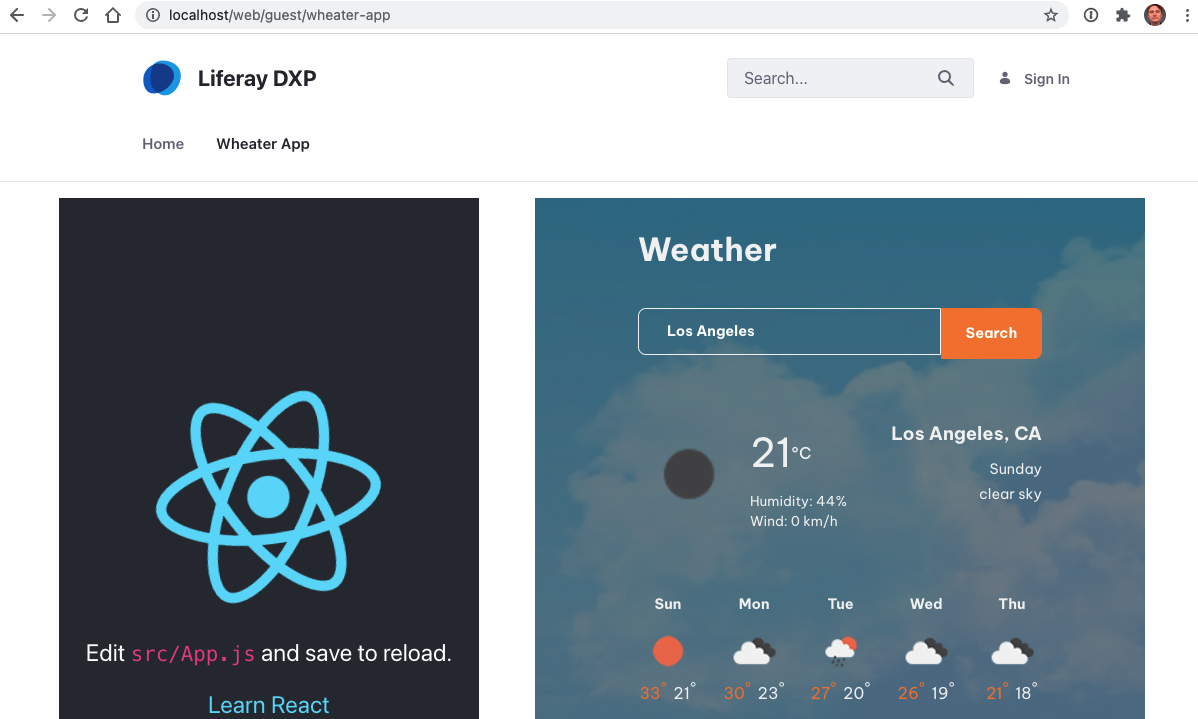 localhost/web/guest/wheater-app
Liferay DXP
Search...
Sign In
Home Wheater App
Edit src/App.js and save to reload.
Learn React
Weather
Los Angeles
Search
21°C
Humidity: 44%
Wind: 0 km/h
Los Angeles, CA
Sunday
clear sky
Sun Mon Tue Wed Thu
33° 21° 30° 23° 27° 20° 26° 19° 21° 18°